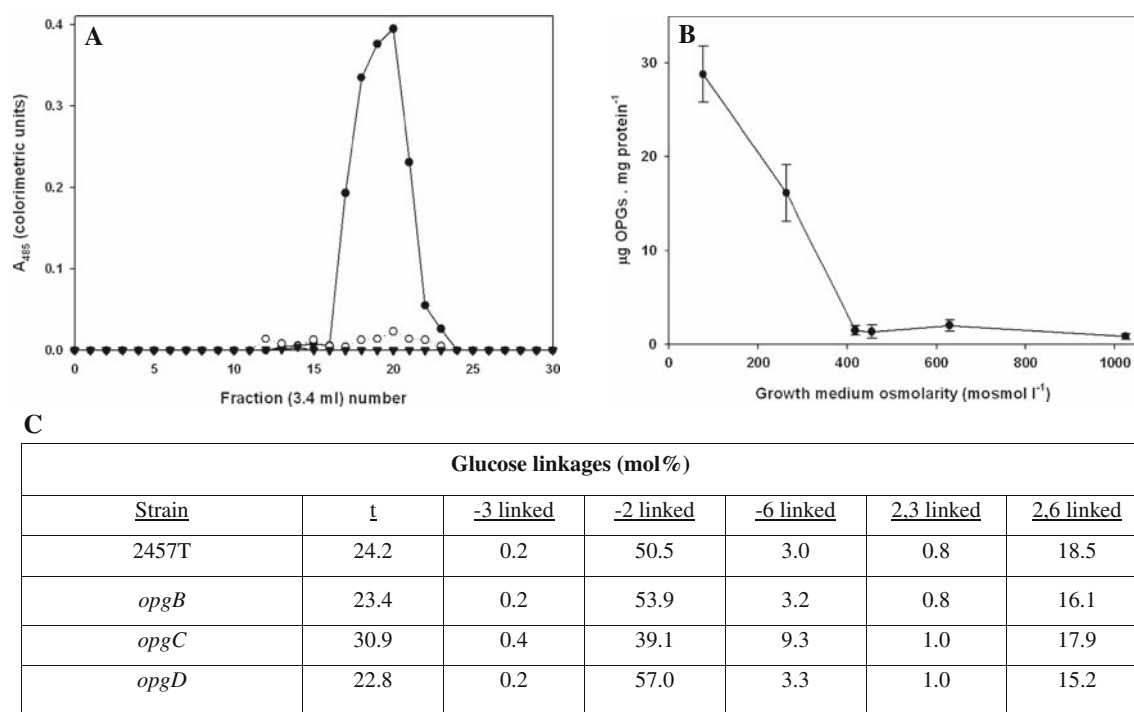 A
A485 (colorimetric units)
0.4
0.3
0.2
0.1
0.0
0 5 10 15 20 25 30
Fraction (3.4 ml) number
B
µg OPGs . mg protein-1
30
20
10
0
0 200 400 600 800 1000
Growth medium osmolarity (mosmol l-1)
C
Glucose linkages (mol%)
Strain t -3 linked -2 linked -6 linked 2,3 linked 2,6 linked
2457T 24.2 0.2 50.5 3.0 0.8 18.5
opgB 23.4 0.2 53.9 3.2 0.8 16.1
opgC 30.9 0.4 39.1 9.3 1.0 17.9
opgD 22.8 0.2 57.0 3.3 1.0 15.2